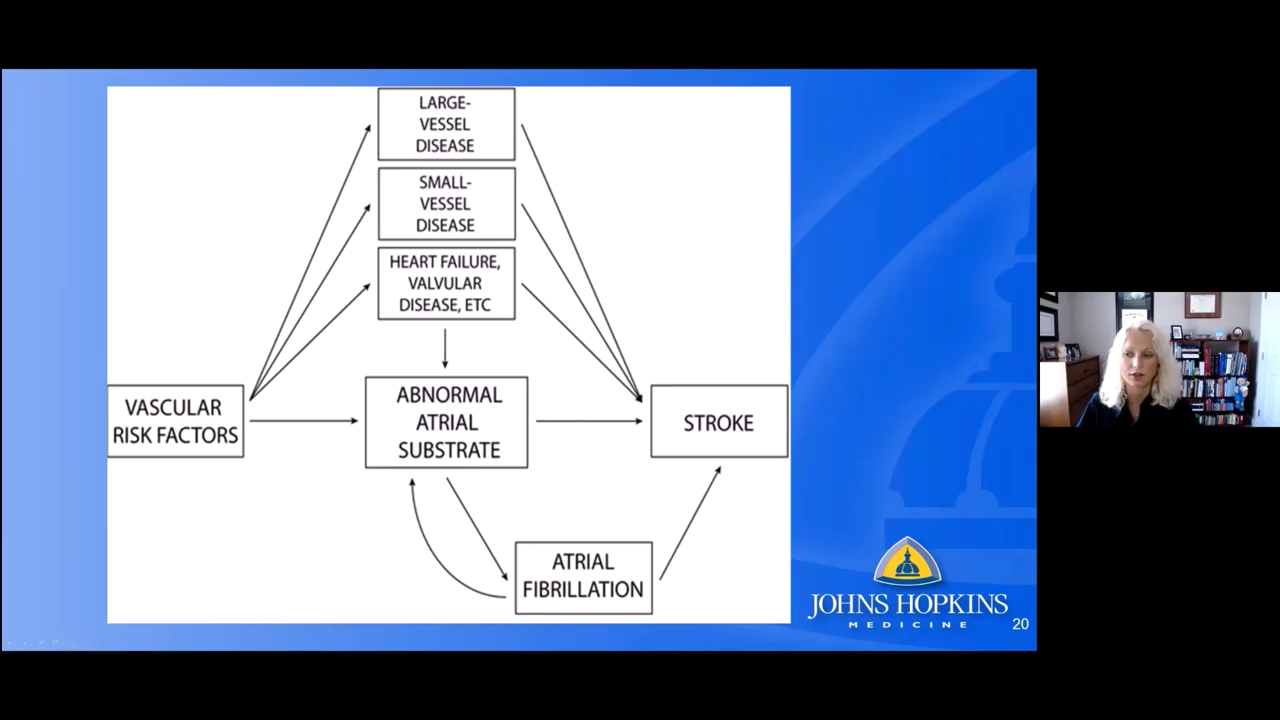 LARGE-
VESSEL
DISEASE
SMALL-
VESSEL
DISEASE
HEART FAILURE,
VALVULAR
DISEASE, ETC
VASCULAR
RISK FACTORS
ABNORMAL
ATRIAL
SUBSTRATE
STROKE
ATRIAL
FIBRILLATION
JOHNS HOPKINS
MEDICINE
20